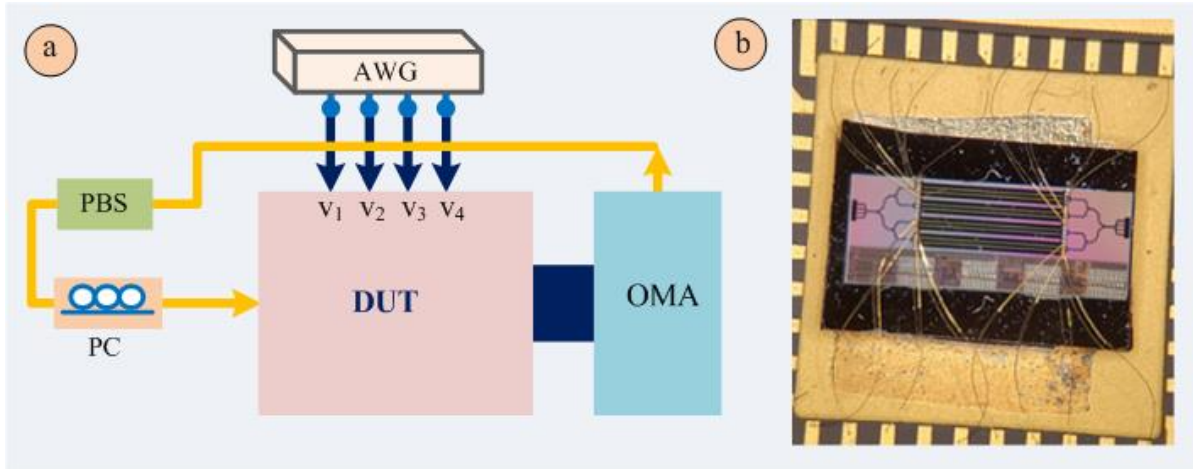 a
AWG
b
PBS
V₁ V₂ V₃ V₄
DUT
OMA
PC